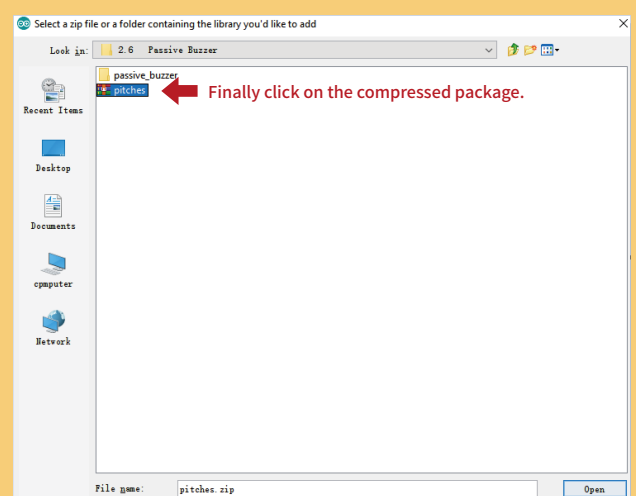 Select a zip file or a folder containing the library you'd like to add
Look in: 2.6 Passive Buzzer
passive_buzzer
pitches
Finally click on the compressed package.
Recent Items
Desktop
Documents
cpmputer
Network
File name: pitches.zip Open